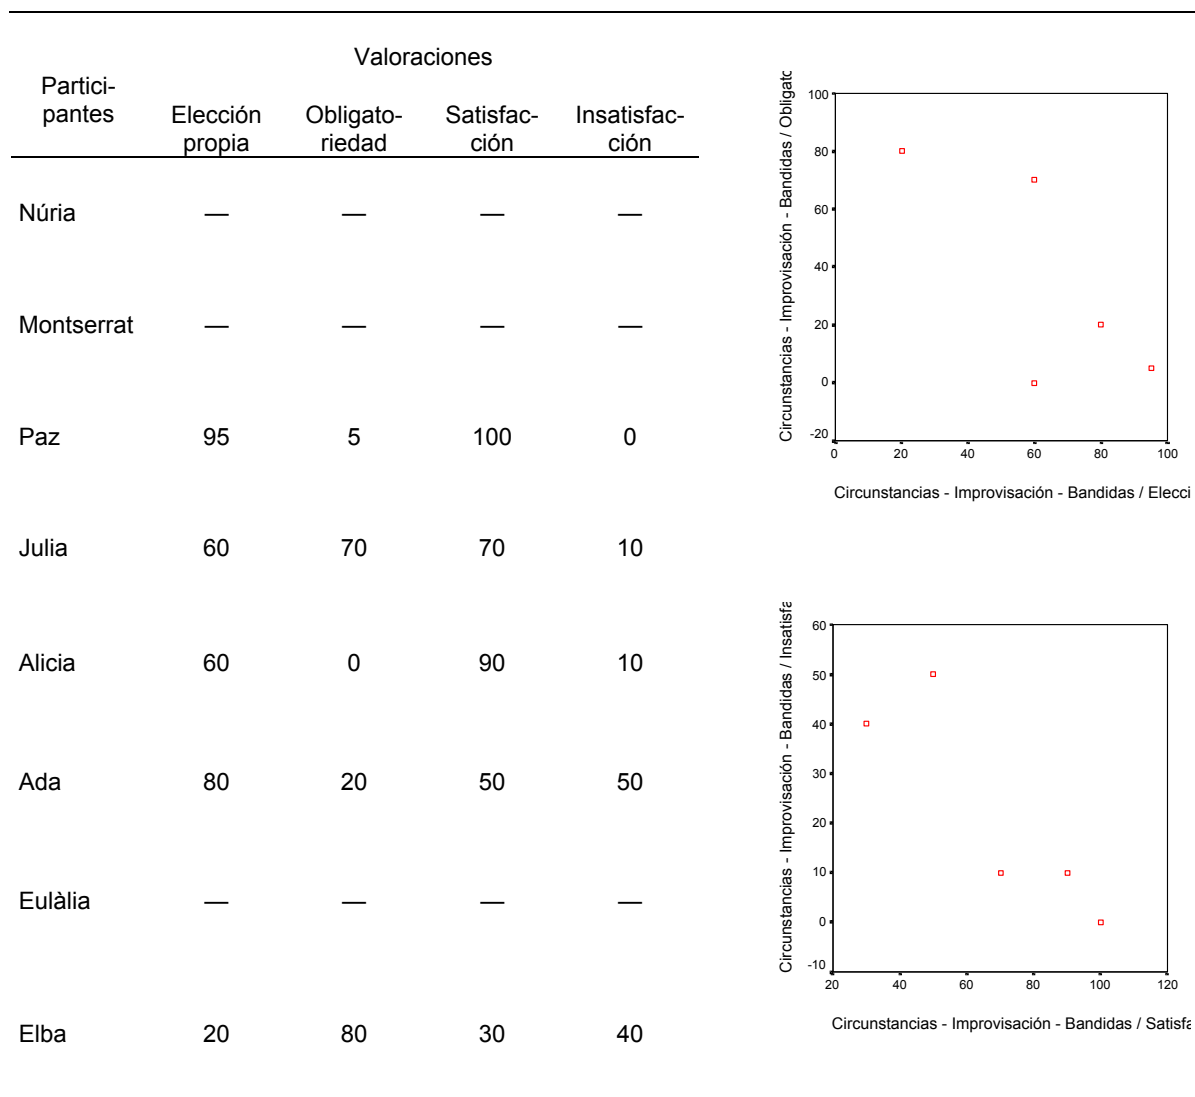 Valoraciones
Partici-
pantes
Elección
propia
Obligato-
riedad
Satisfac-
ción
Insatisfac-
ción
Núria — — — —
Montserrat — — — —
Paz 95 5 100 0
Julia 60 70 70 10
Alicia 60 0 90 10
Ada 80 20 50 50
Eulàlia — — — —
Elba 20 80 30 40
Circunstancias - Improvisación - Bandidas / Obligato
100
80
60
40
20
0
-20
0 20 40 60 80 100
Circunstancias - Improvisación - Bandidas / Elecci
Circunstancias - Improvisación - Bandidas / Insatisfa
60
50
40
30
20
10
0
-10
20 40 60 80 100 120
Circunstancias - Improvisación - Bandidas / Satisfa